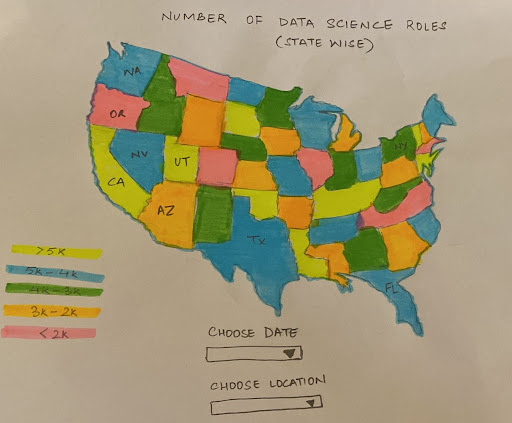 NUMBER OF DATA SCIENCE ROLES
(STATE WISE)
WA
OR
NY
NV
UT
CA
AZ
TX
FL
>5K
5K-4K
4K-3K
3K-2K
<2K
CHOOSE DATE
CHOOSE LOCATION